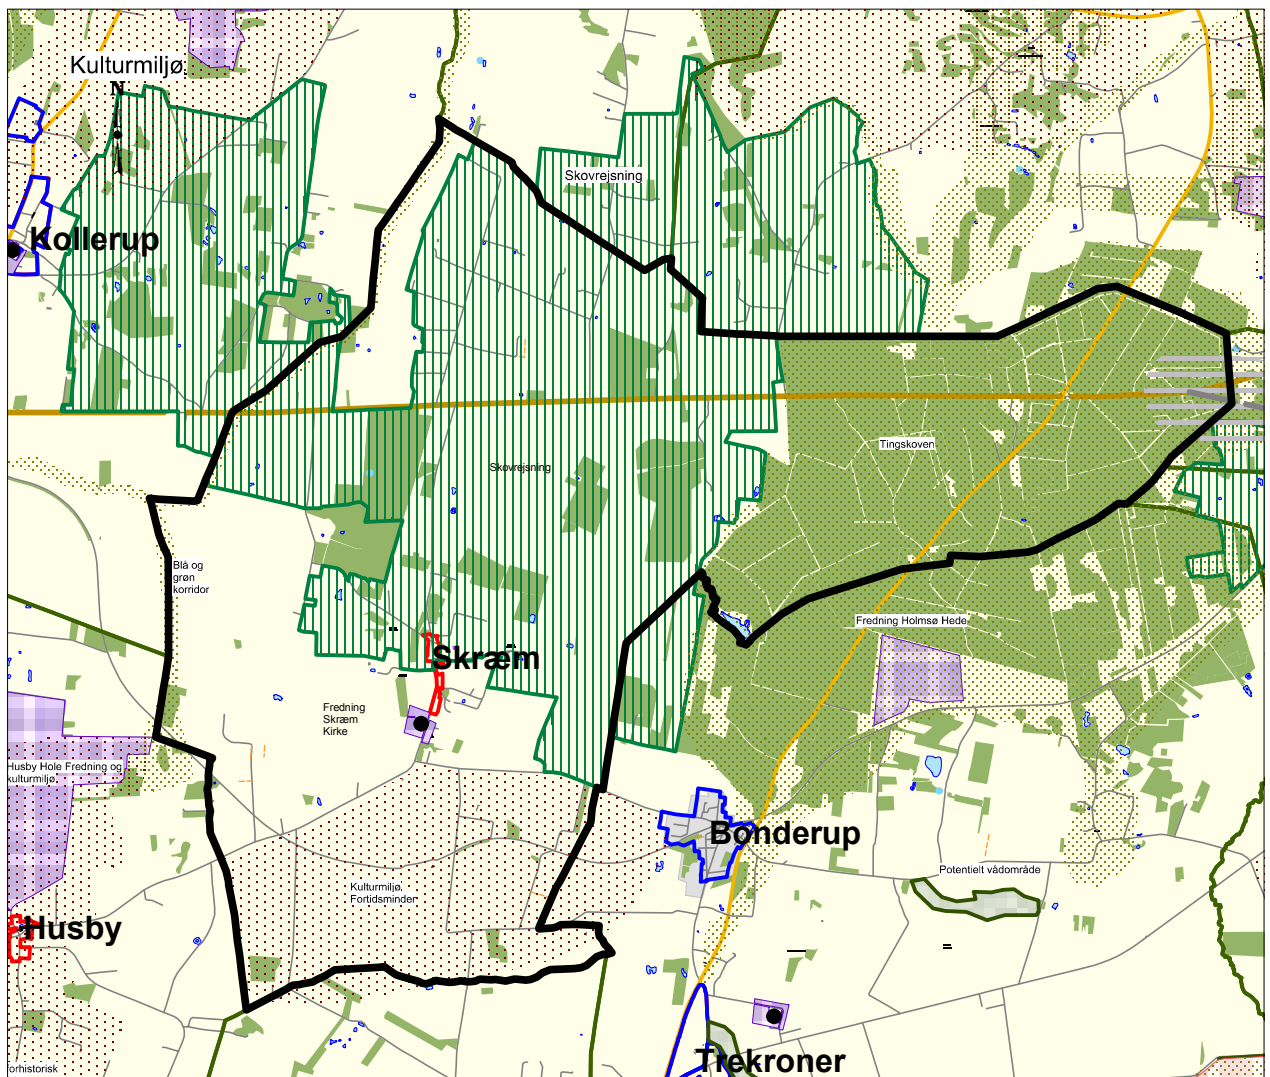 Kulturmiljø
N
Skovrejsning
Kollerup
Tingskoven
Skovrejsning
Blå og
grøn
korridor
Fredning Holmsø Hede
Skræm
Fredning
Skræm
Kirke
Husby Hole Fredning og
kulturmiljø
Bonderup
Potentielt vådområde
Kulturmiljø.
Fortidsminder
Husby
Trekroner
forhistorisk